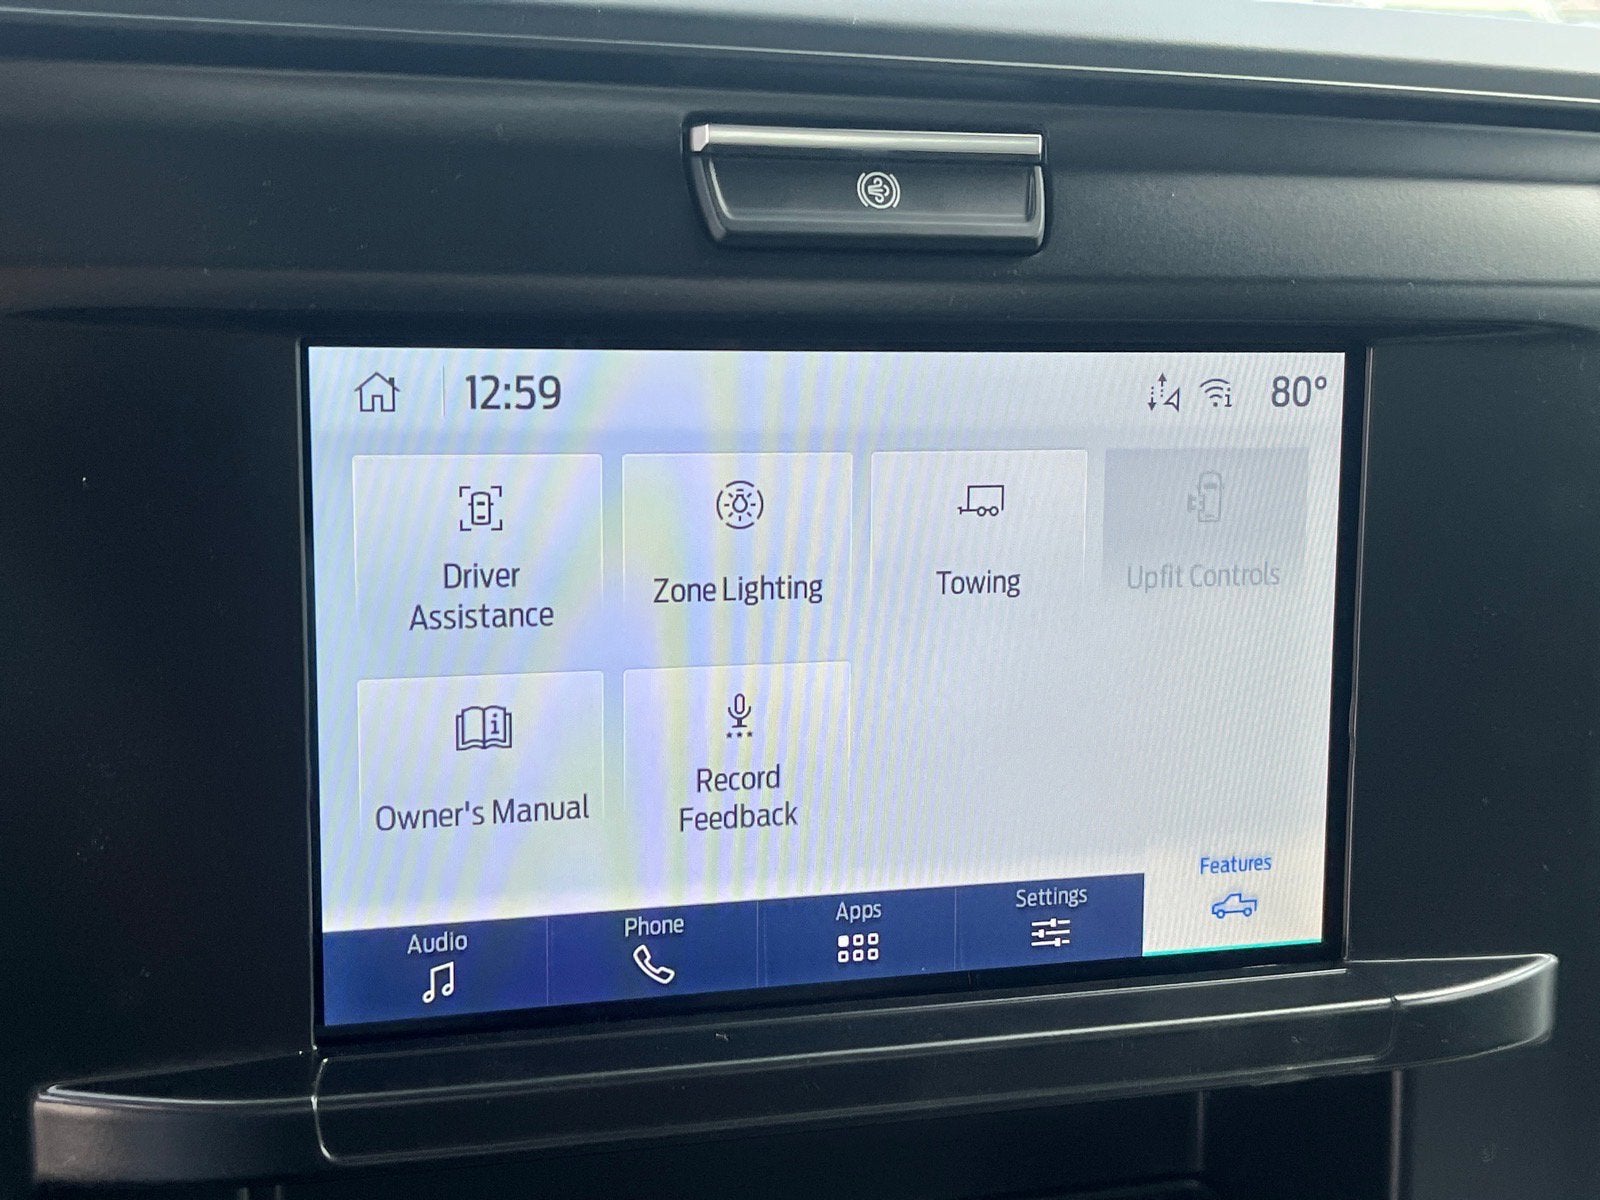 12:59
80°
Driver
Assistance
Zone Lighting
Towing
Upfit Controls
Owner's Manual
Record
Feedback
Audio
Phone
Apps
Settings
Features